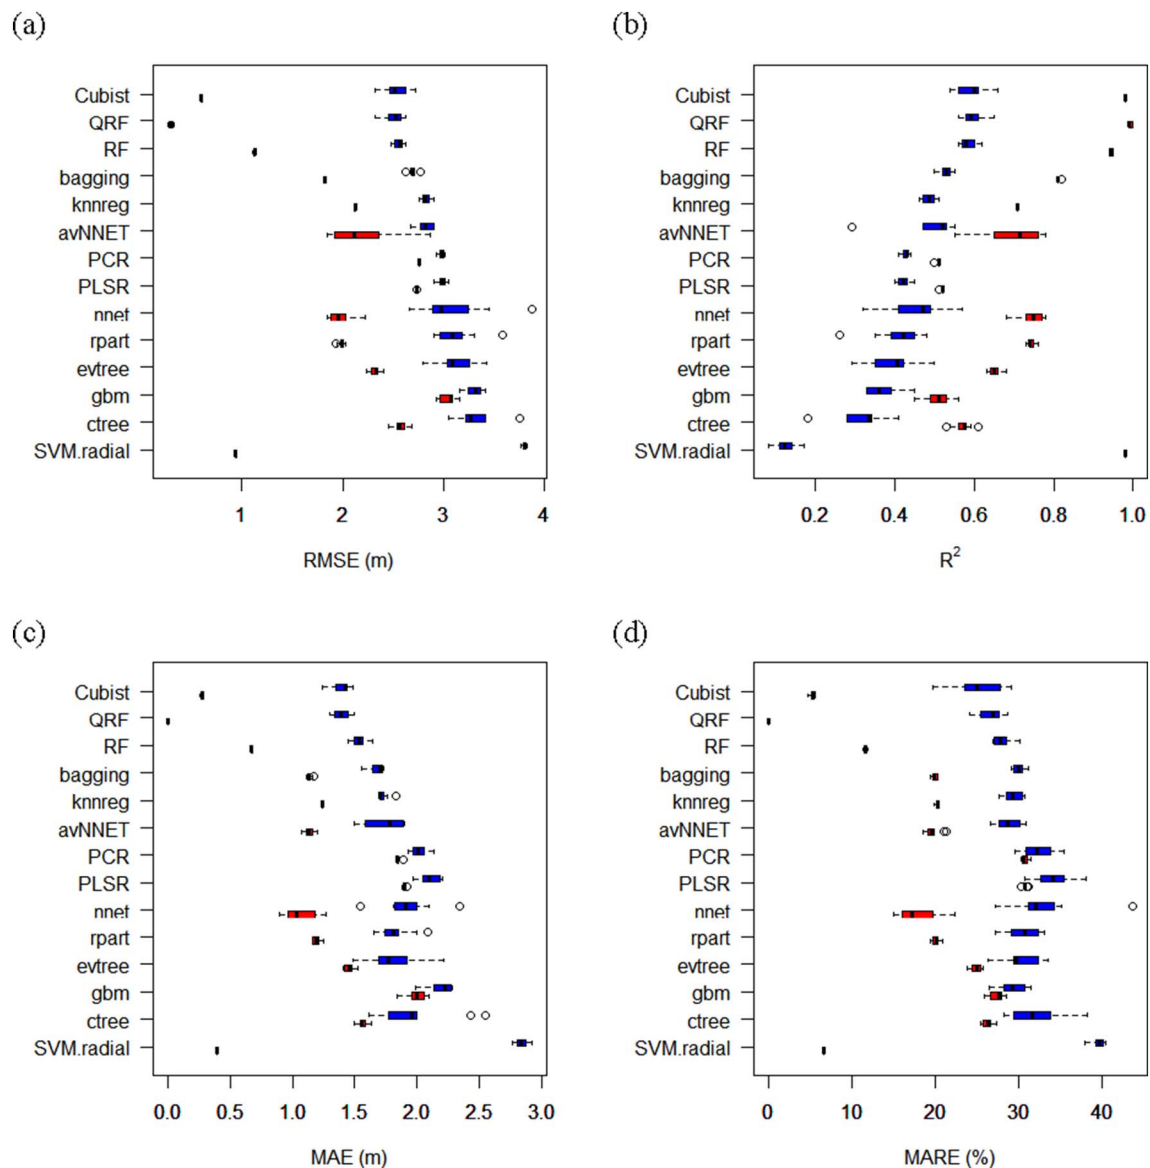 (a)
Cubist
QRF
RF
bagging
knnreg
avNNET
PCR
PLSR
nnet
rpart
evtree
gbm
ctree
SVM.radial
1 2 3 4
RMSE (m)
(b)
Cubist
QRF
RF
bagging
knnreg
avNNET
PCR
PLSR
nnet
rpart
evtree
gbm
ctree
SVM.radial
0.2 0.4 0.6 0.8 1.0
R²
(c)
Cubist
QRF
RF
bagging
knnreg
avNNET
PCR
PLSR
nnet
rpart
evtree
gbm
ctree
SVM.radial
0.0 0.5 1.0 1.5 2.0 2.5 3.0
MAE (m)
(d)
Cubist
QRF
RF
bagging
knnreg
avNNET
PCR
PLSR
nnet
rpart
evtree
gbm
ctree
SVM.radial
0 10 20 30 40
MARE (%)